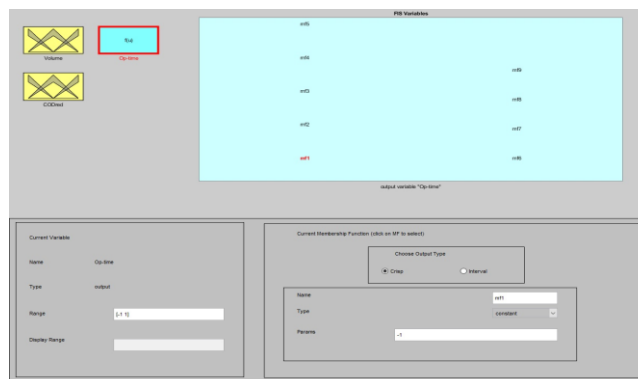 FIS Variables
f(u)
Volume
Op-time
CODout
mf5
mf4
mf3
mf2
mf1
mf9
mf8
mf7
mf6
output variable "Op-time"
Current Variable
Name Op-time
Type output
Range [-1 1]
Display Range
Current Membership Function (click on MF to select)
Choose Output Type
Crisp Interval
Name mf1
Type constant
Params -1